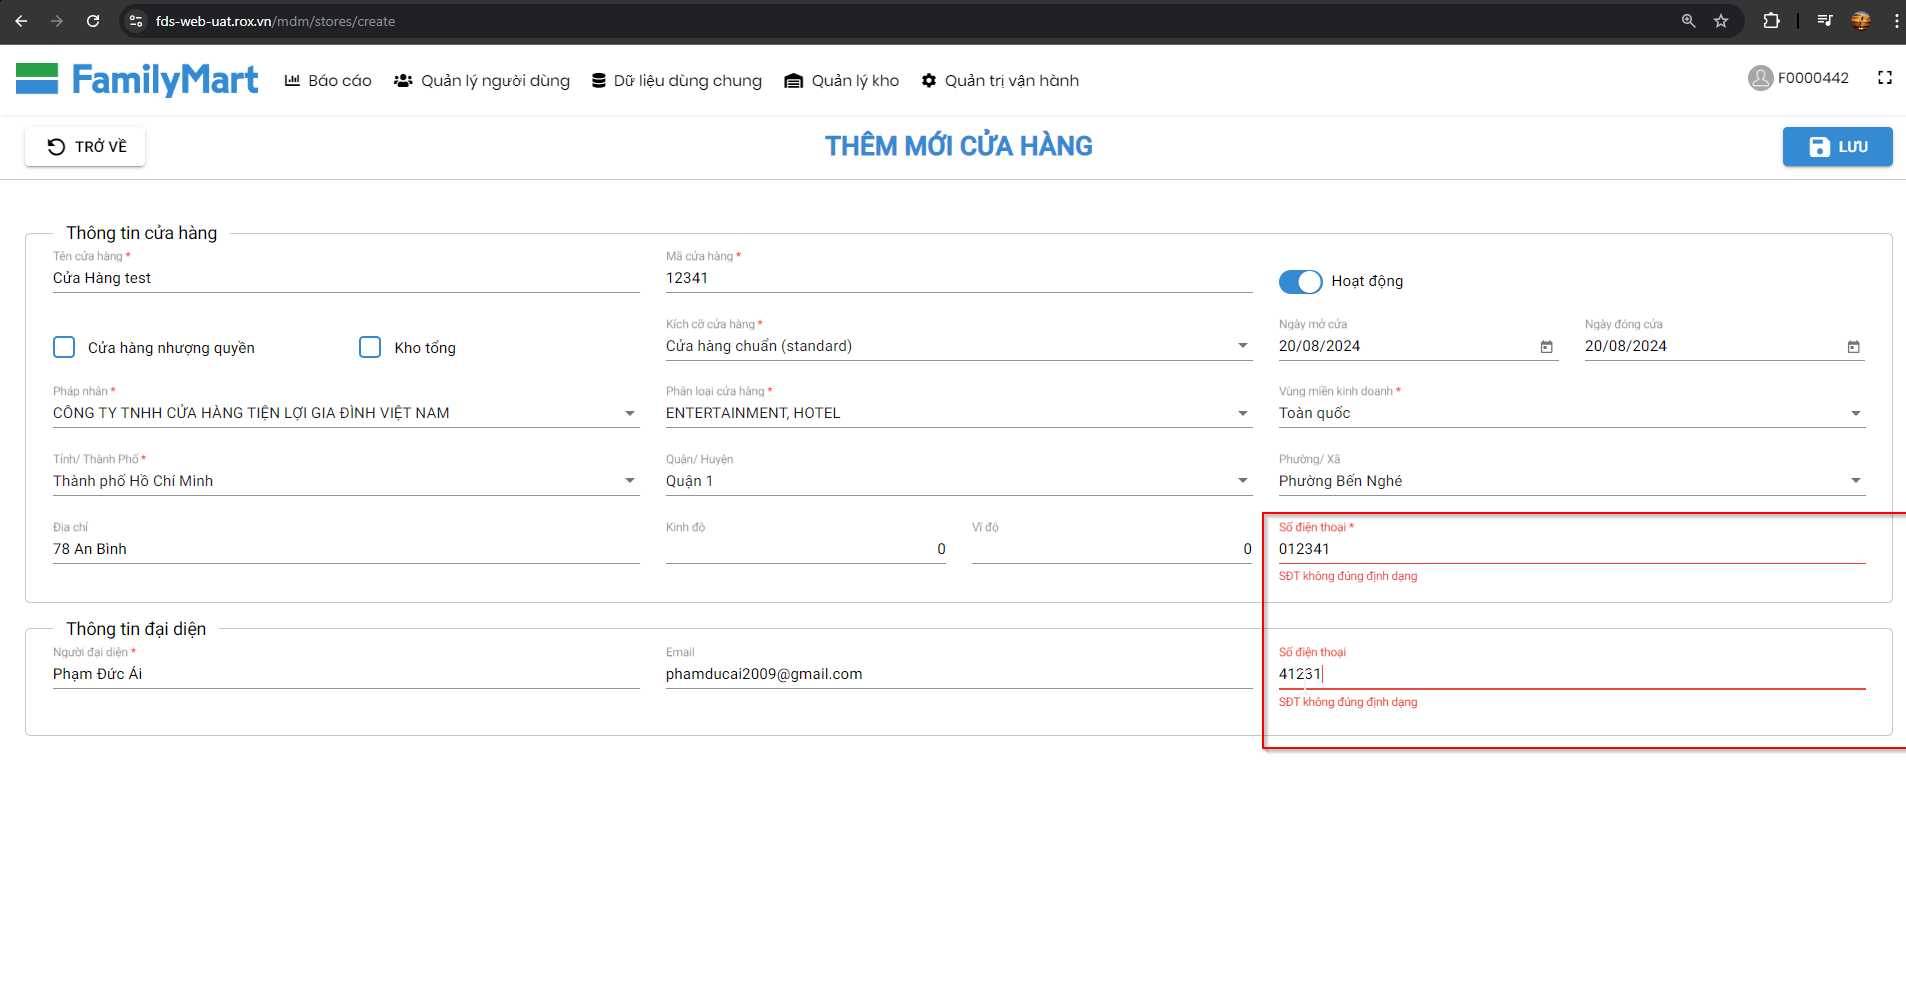 fds-web-uat.rox.vn/mdm/stores/create
FamilyMart
Báo cáo
Quản lý người dùng
Dữ liệu dùng chung
Quản lý kho
Quản trị vận hành
F0000442
TRỞ VỀ
THÊM MỚI CỬA HÀNG
LƯU
Thông tin cửa hàng
Tên cửa hàng *
Mã cửa hàng *
Cửa Hàng test
12341
Hoạt động
Kích cỡ cửa hàng *
Ngày mở cửa
Ngày đóng cửa
Cửa hàng nhượng quyền
Kho tổng
Cửa hàng chuẩn (standard)
20/08/2024
20/08/2024
Pháp nhân *
Phân loại cửa hàng *
Vùng miền kinh doanh *
CÔNG TY TNHH CỬA HÀNG TIỆN LỢI GIA ĐÌNH VIỆT NAM
ENTERTAINMENT, HOTEL
Toàn quốc
Tỉnh/ Thành Phố *
Quận/ Huyện
Phường/ Xã
Thành phố Hồ Chí Minh
Quận 1
Phường Bến Nghé
Địa chỉ
Kinh độ
Vĩ độ
Số điện thoại *
78 An Bình
0
0
012341
SĐT không đúng định dạng
Thông tin đại diện
Người đại diện *
Email
Số điện thoại
Phạm Đức Ái
phamducai2009@gmail.com
41231
SĐT không đúng định dạng